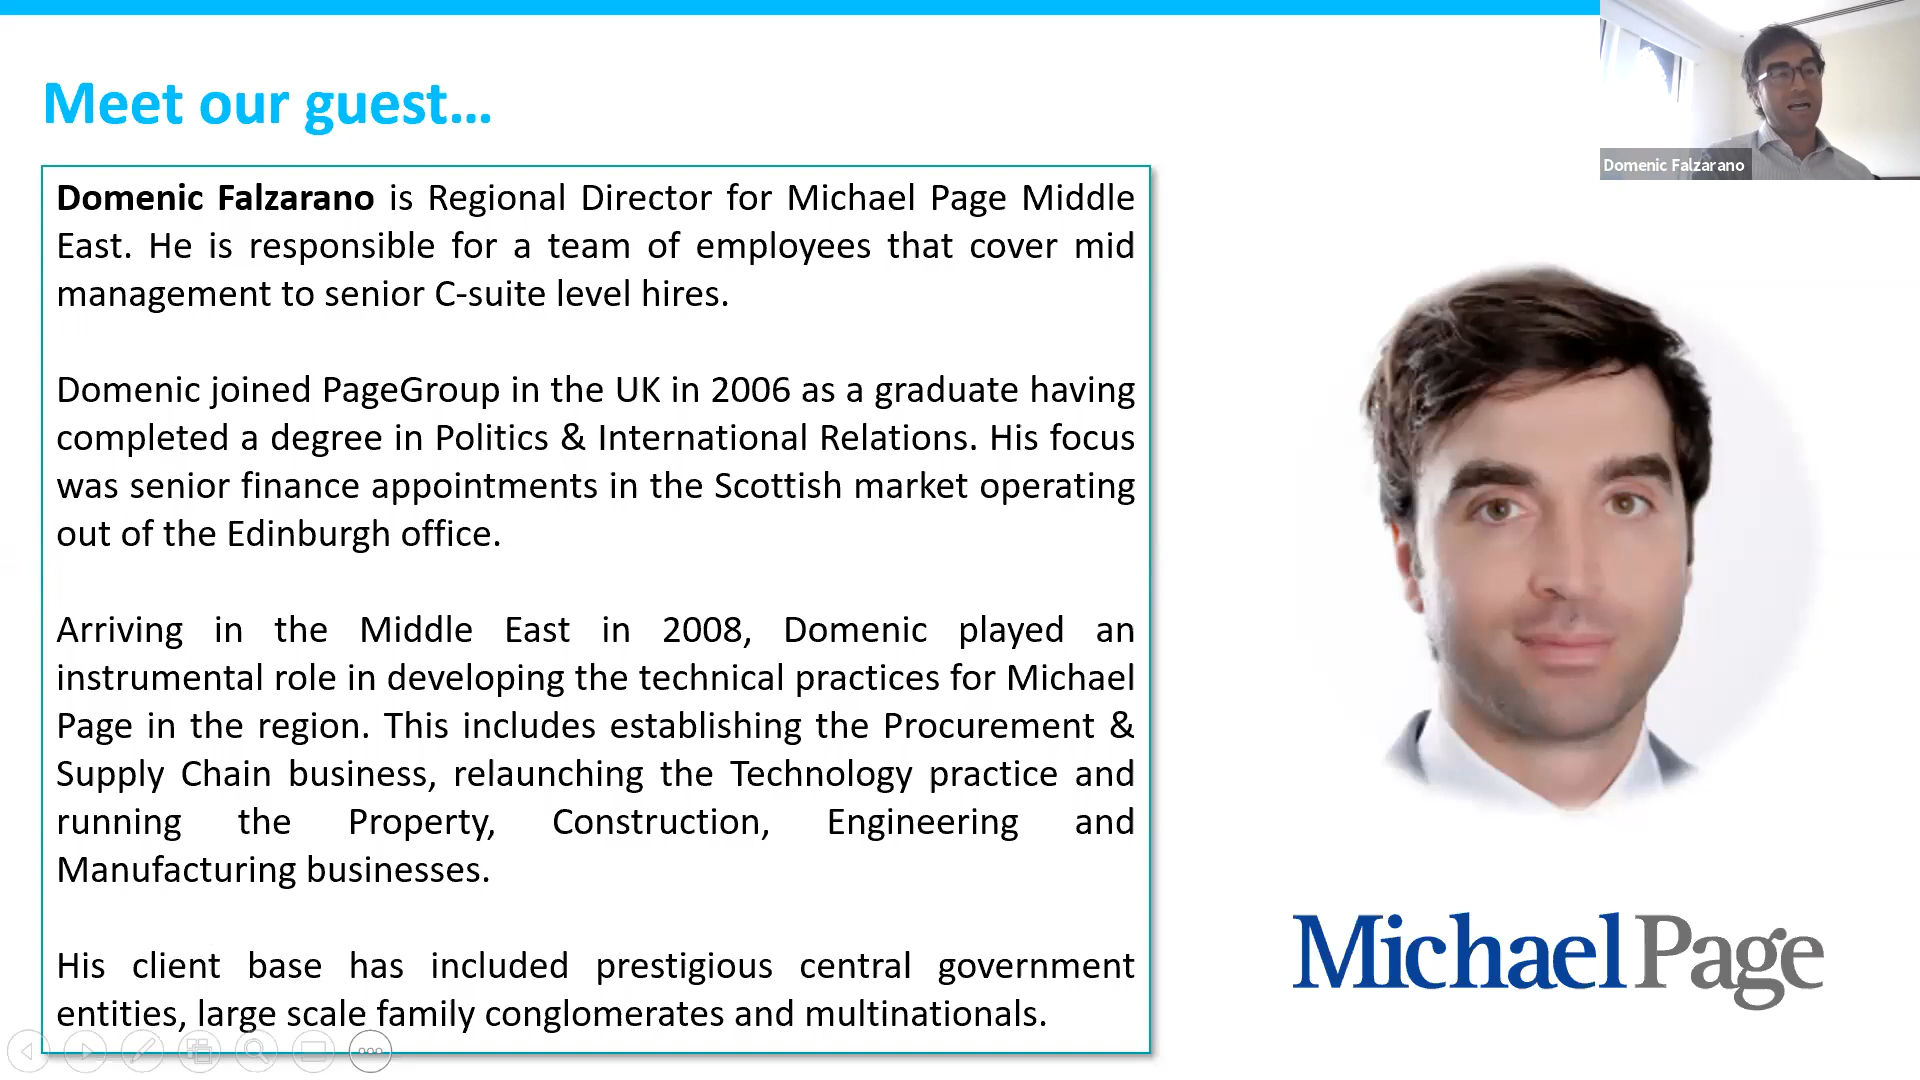 Meet our guest...
Domenic Falzarano
Domenic Falzarano is Regional Director for Michael Page Middle
East. He is responsible for a team of employees that cover mid
management to senior C-suite level hires.
Domenic joined PageGroup in the UK in 2006 as a graduate having
completed a degree in Politics & International Relations. His focus
was senior finance appointments in the Scottish market operating
out of the Edinburgh office.
Arriving in the Middle East in 2008, Domenic played an
instrumental role in developing the technical practices for Michael
Page in the region. This includes establishing the Procurement &
Supply Chain business, relaunching the Technology practice and
running the Property, Construction, Engineering and
Manufacturing businesses.
His client base has included prestigious central government
entities, large scale family conglomerates and multinationals.
MichaelPage